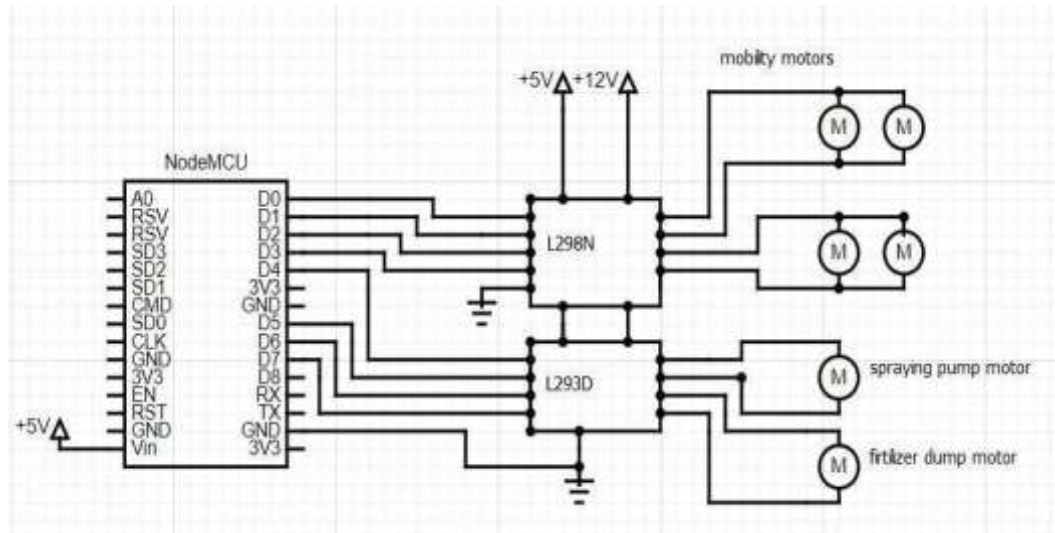 mobilty motors
+5V +12V
NodeMCU
A0 D0
RSV D1
RSV D2
SD3 D3
SD2 D4
SD1 3V3
CMD GND
SD0 D5
CLK D6
GND D7
3V3 D8
EN RX
RST TX
GND GND
Vin 3V3
+5V
L298N
L293D
M M
M M
M spraying pump motor
M firtilizer dump motor